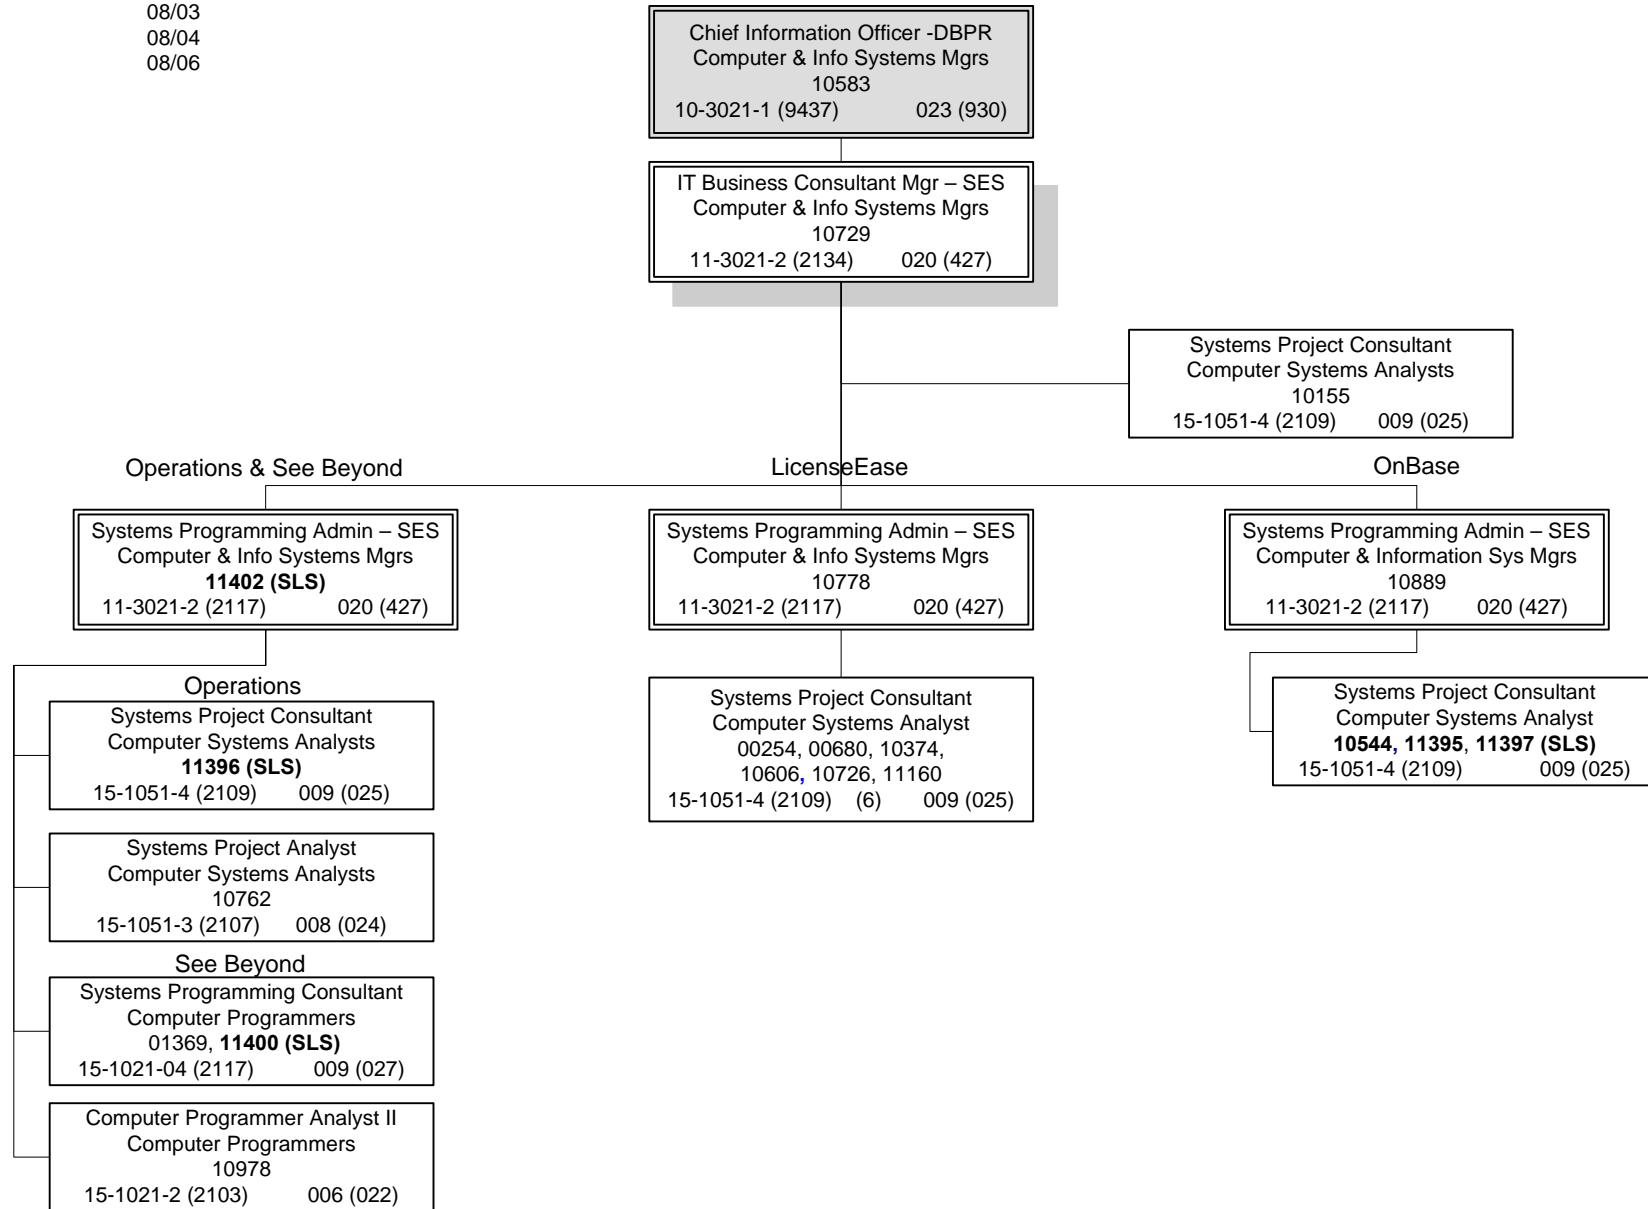 08/03
08/04
08/06
Chief Information Officer -DBPR
Computer & Info Systems Mgrs
10583
10-3021-1 (9437) 023 (930)
IT Business Consultant Mgr – SES
Computer & Info Systems Mgrs
10729
11-3021-2 (2134) 020 (427)
Systems Project Consultant
Computer Systems Analysts
10155
15-1051-4 (2109) 009 (025)
Operations & See Beyond
Systems Programming Admin – SES
Computer & Info Systems Mgrs
11402 (SLS)
11-3021-2 (2117) 020 (427)
Operations
Systems Project Consultant
Computer Systems Analysts
11396 (SLS)
15-1051-4 (2109) 009 (025)
Systems Project Analyst
Computer Systems Analysts
10762
15-1051-3 (2107) 008 (024)
See Beyond
Systems Programming Consultant
Computer Programmers
01369, 11400 (SLS)
15-1021-04 (2117) 009 (027)
Computer Programmer Analyst II
Computer Programmers
10978
15-1021-2 (2103) 006 (022)
LicenseEase
Systems Programming Admin – SES
Computer & Info Systems Mgrs
10778
11-3021-2 (2117) 020 (427)
Systems Project Consultant
Computer Systems Analyst
00254, 00680, 10374,
10606, 10726, 11160
15-1051-4 (2109) (6) 009 (025)
OnBase
Systems Programming Admin – SES
Computer & Information Sys Mgrs
10889
11-3021-2 (2117) 020 (427)
Systems Project Consultant
Computer Systems Analyst
10544, 11395, 11397 (SLS)
15-1051-4 (2109) 009 (025)